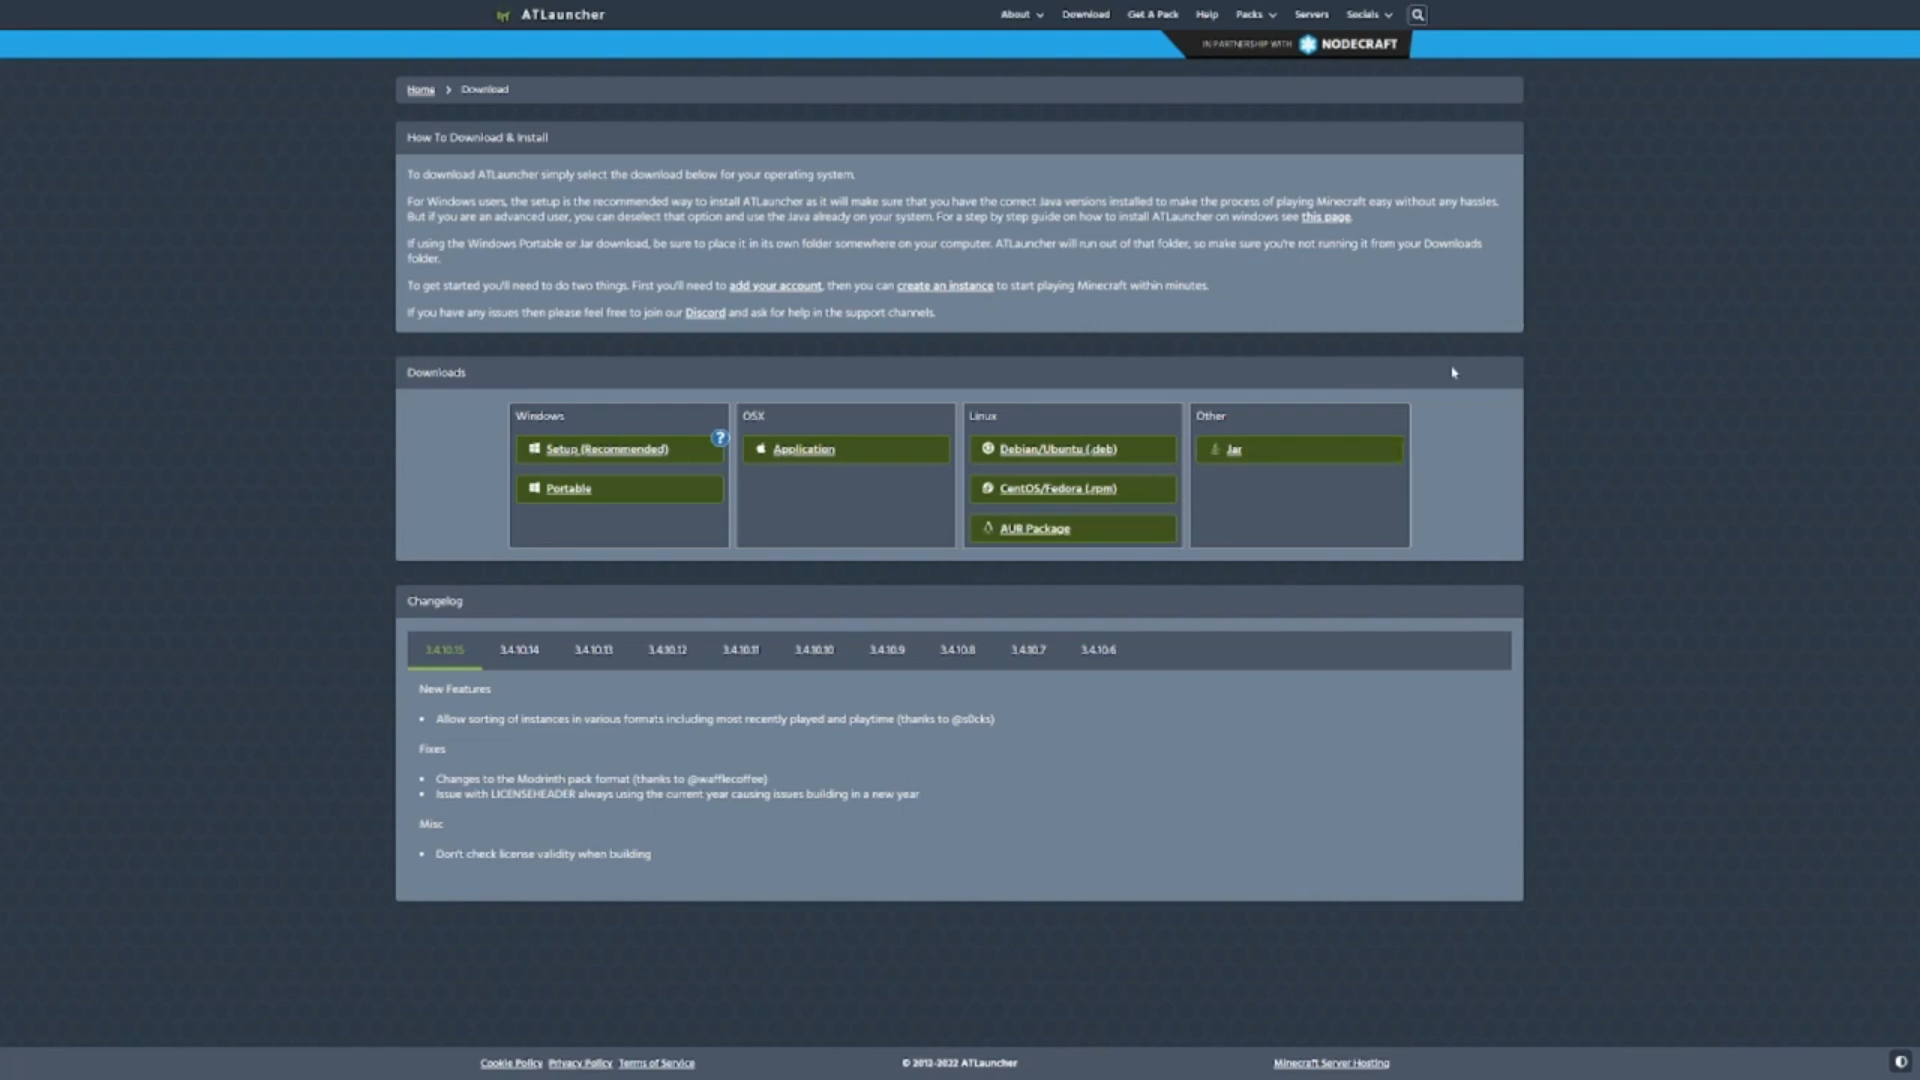 ATLauncher
About Download Get A Pack Help Packs Servers Socials
IN PARTNERSHIP WITH NODECRAFT
Home > Download
How To Download & Install
To download ATLauncher simply select the download below for your operating system.
For Windows users, the setup is the recommended way to install ATLauncher as it will make sure that you have the correct Java versions installed to make the process of playing Minecraft easy without any hassles.
But if you are an advanced user, you can deselect that option and use the Java already on your system. For a step by step guide on how to install ATLauncher on windows see this page.
If using the Windows Portable or Jar download, be sure to place it in its own folder somewhere on your computer. ATLauncher will run out of that folder, so make sure you're not running it from your Downloads
folder.
To get started you'll need to do two things. First you'll need to add your account, then you can create an instance to start playing Minecraft within minutes.
If you have any issues then please feel free to join our Discord and ask for help in the support channels.
Downloads
Windows OSX Linux Other
?
Setup (Recommended) Application Debian/Ubuntu (.deb) Jar
Portable CentOS/Fedora (.rpm)
AUR Package
Changelog
3.4.10.15 3.4.10.14 3.4.10.13 3.4.10.12 3.4.10.11 3.4.10.10 3.4.10.9 3.4.10.8 3.4.10.7 3.4.10.6
New Features
• Allow sorting of instances in various formats including most recently played and playtime (thanks to @s0cks)
Fixes
• Changes to the Modrinth pack format (thanks to @wafflecoffee)
• Issue with LICENSEHEADER always using the current year causing issues building in a new year
Misc
• Don't check license validity when building
Cookie Policy Privacy Policy Terms of Service © 2012-2022 ATLauncher Minecraft Server Hosting